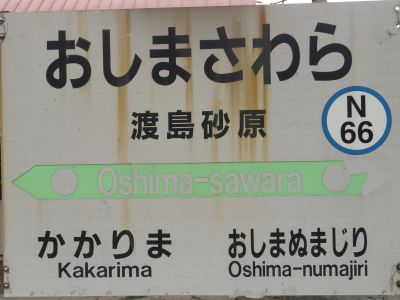 おしまさわら
渡島砂原
N
66
Oshima-sawara
かかりま
Kakarima
おしまぬまじり
Oshima-numajiri